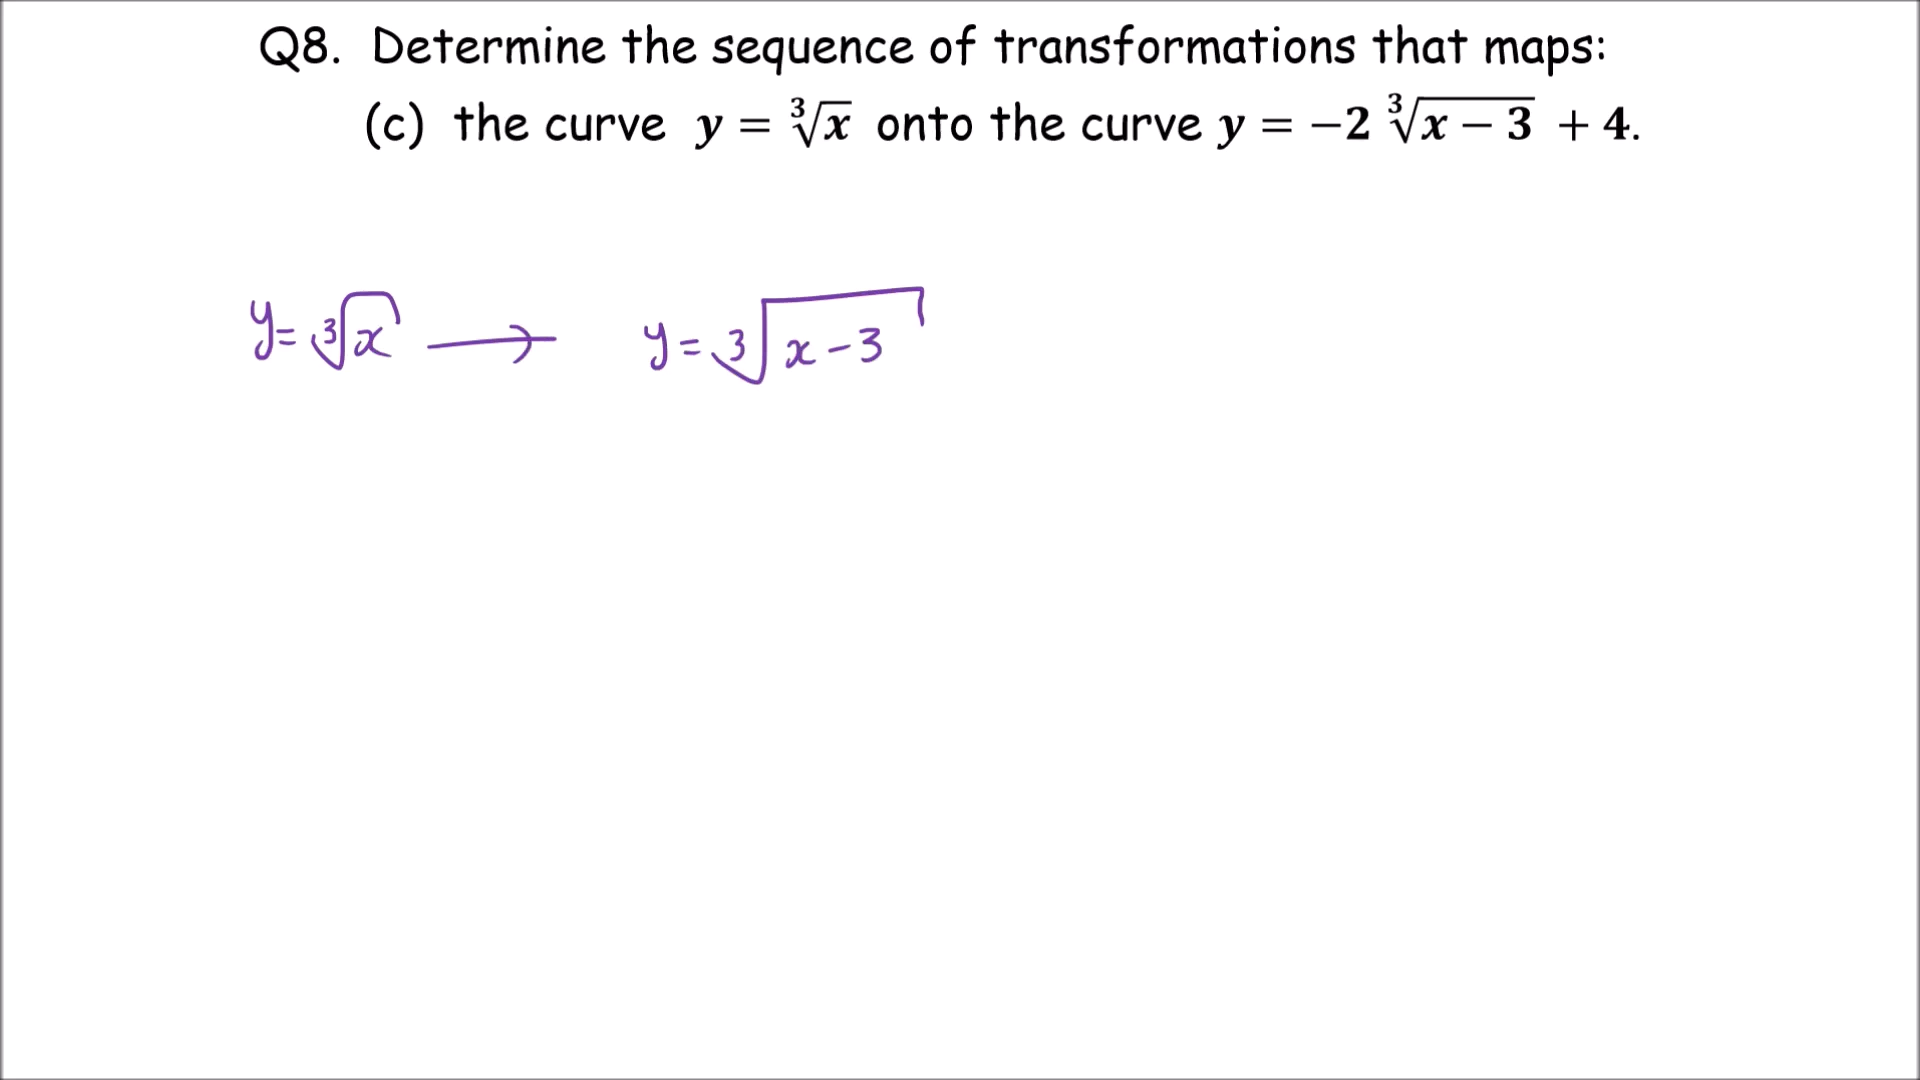 Q8. Determine the sequence of transformations that maps:
(c) the curve y = ∛x onto the curve y = −2 ∛(x − 3) + 4.
y = ∛x ⟶ y = ∛(x − 3)